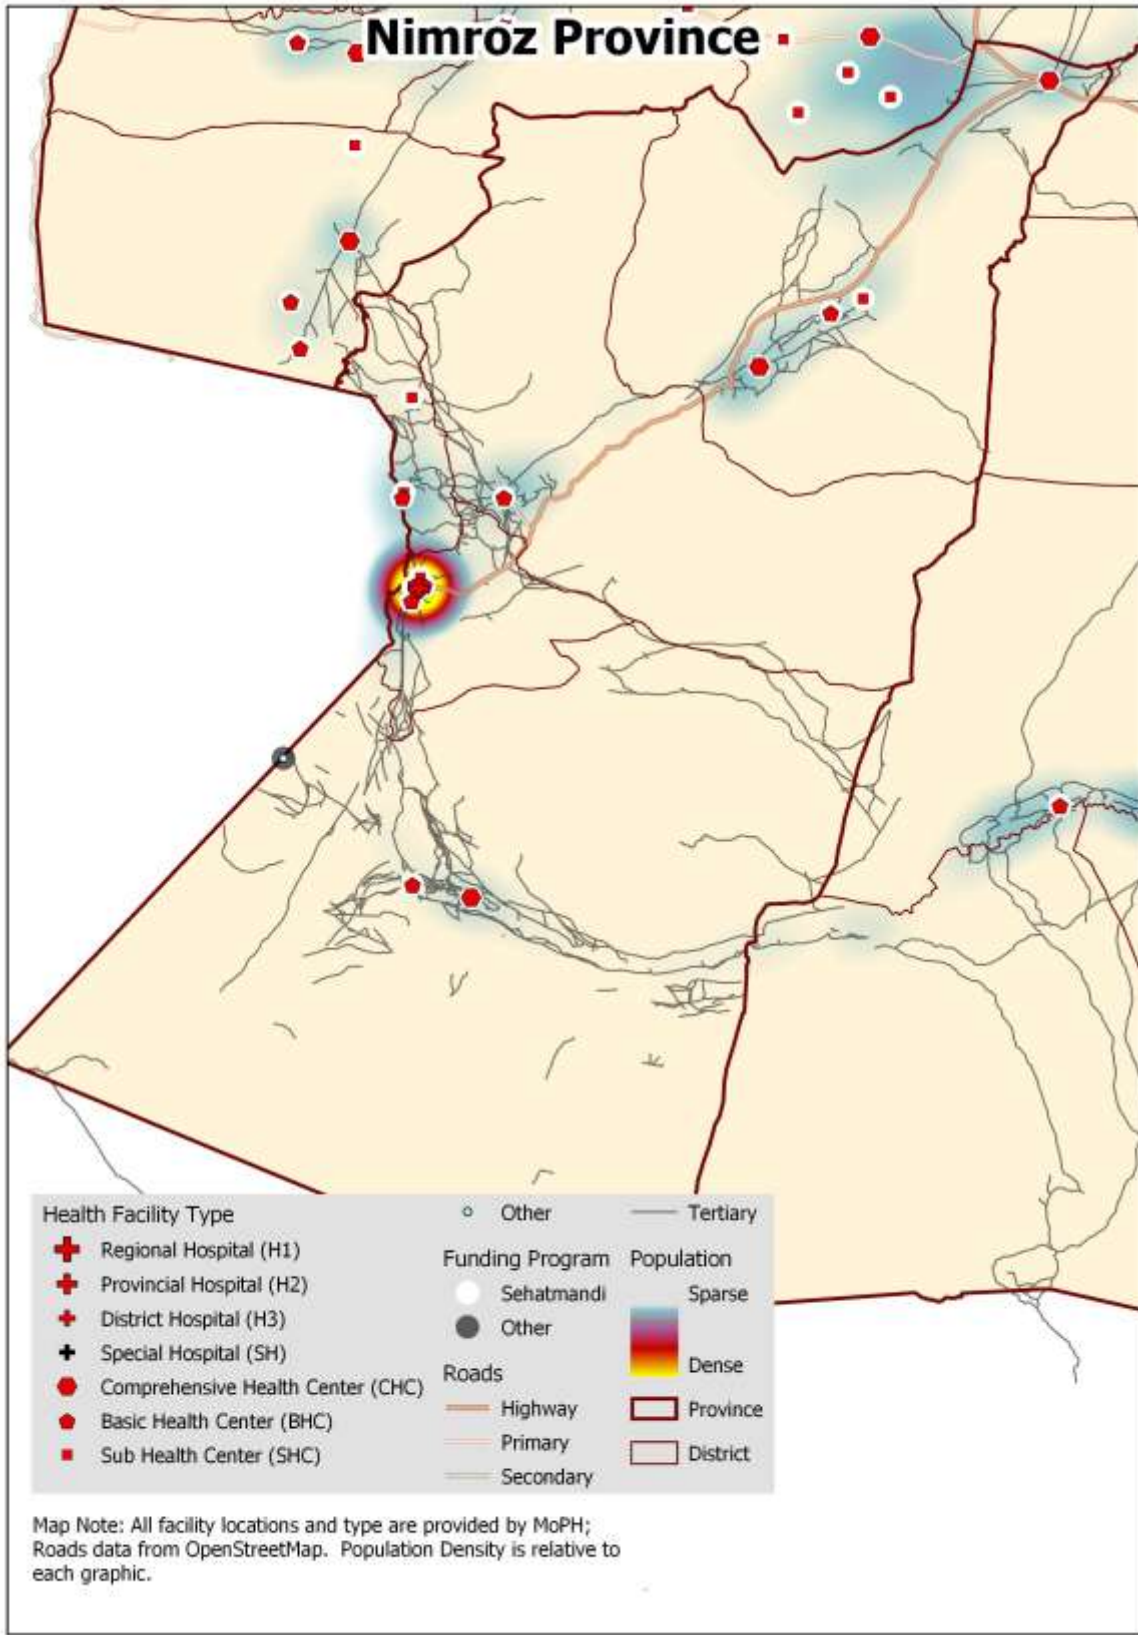 Nimroz Province
Health Facility Type
Regional Hospital (H1)
Provincial Hospital (H2)
District Hospital (H3)
Special Hospital (SH)
Comprehensive Health Center (CHC)
Basic Health Center (BHC)
Sub Health Center (SHC)
Other
Funding Program
Sehatmandi
Other
Roads
Highway
Primary
Secondary
Tertiary
Population
Sparse
Dense
Province
District
Map Note: All facility locations and type are provided by MoPH;
Roads data from OpenStreetMap. Population Density is relative to
each graphic.